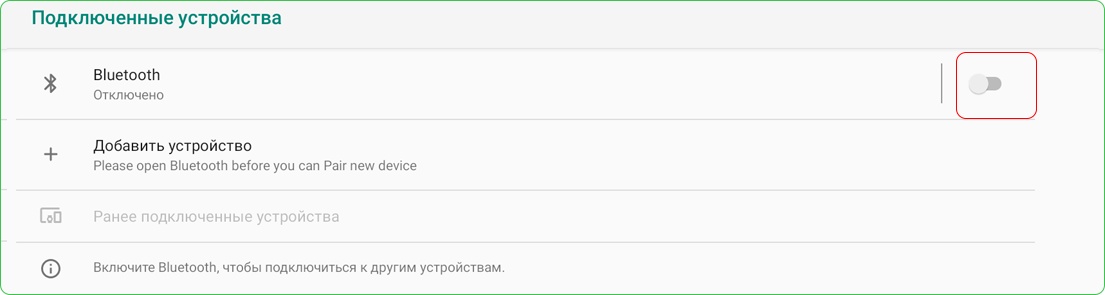 Подключенные устройства
Bluetooth
Отключено
Добавить устройство
Please open Bluetooth before you can Pair new device
Ранее подключенные устройства
Включите Bluetooth, чтобы подключиться к другим устройствам.